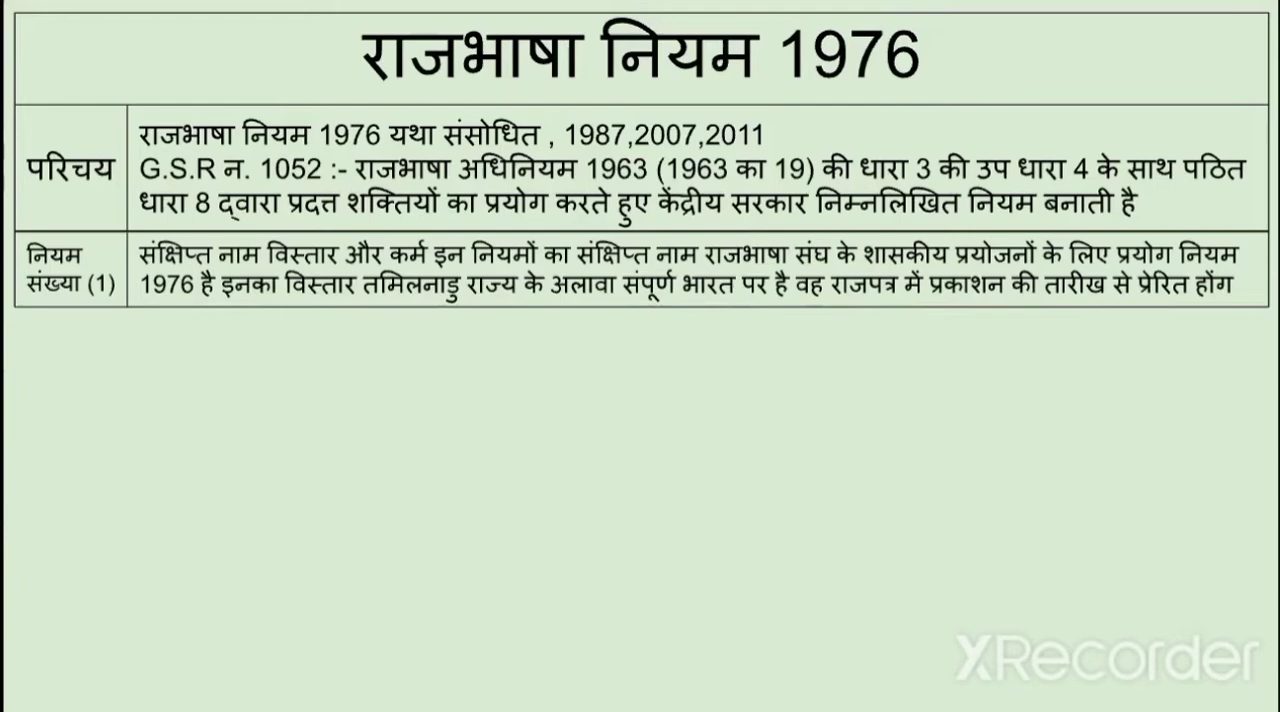 राजभाषा नियम 1976
परिचय
राजभाषा नियम 1976 यथा संसोधित , 1987,2007,2011
G.S.R न. 1052 :- राजभाषा अधिनियम 1963 (1963 का 19) की धारा 3 की उप धारा 4 के साथ पठित
धारा 8 द्वारा प्रदत्त शक्तियों का प्रयोग करते हुए केंद्रीय सरकार निम्नलिखित नियम बनाती है
नियम
संख्या (1)
संक्षिप्त नाम विस्तार और कर्म इन नियमों का संक्षिप्त नाम राजभाषा संघ के शासकीय प्रयोजनों के लिए प्रयोग नियम
1976 है इनका विस्तार तमिलनाडु राज्य के अलावा संपूर्ण भारत पर है वह राजपत्र में प्रकाशन की तारीख से प्रेरित होंग
XRecorder